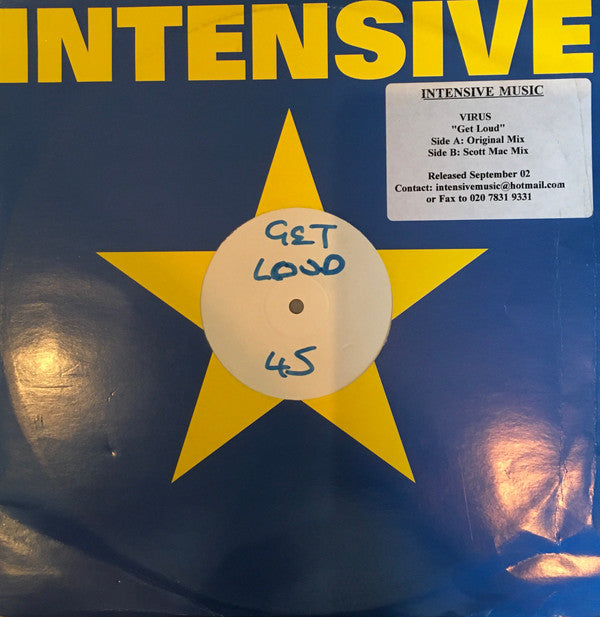 INTENSIVE
INTENSIVE MUSIC
VIRUS
"Get Loud"
Side A: Original Mix
Side B: Scott Mac Mix
Released September 02
Contact: intensivemusic@hotmail.com
or Fax to 020 7831 9331
GET
LOUD
45